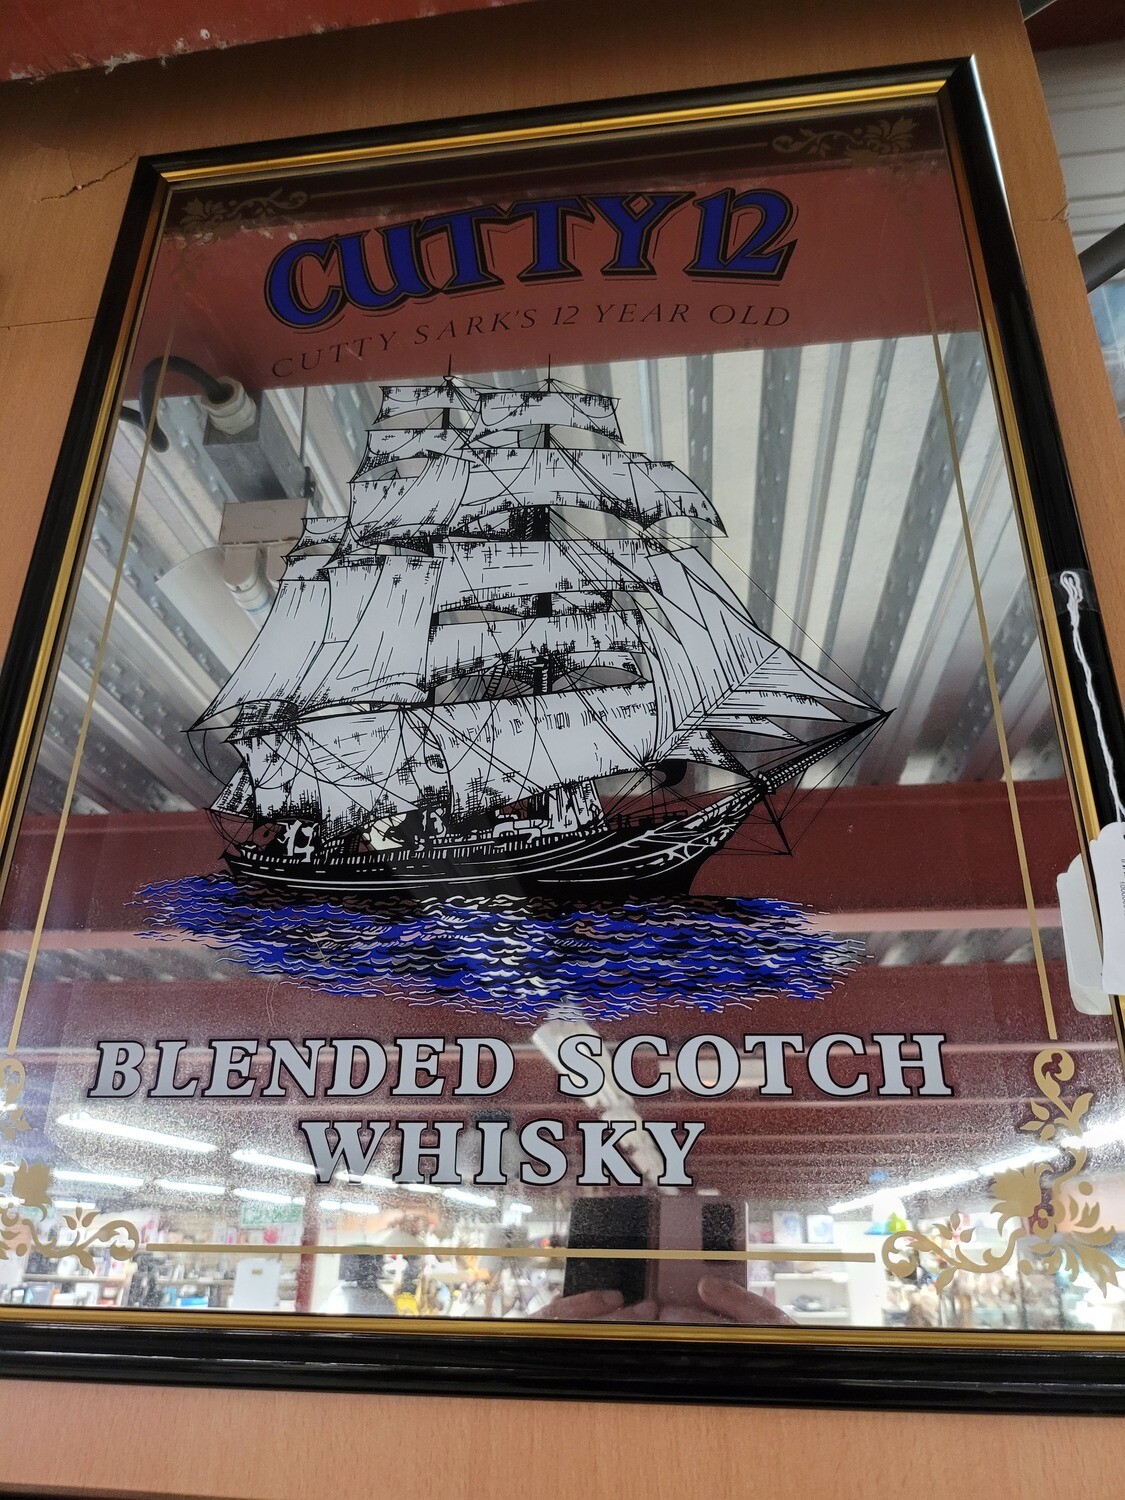 CUTTY 12
CUTTY SARK'S 12 YEAR OLD
BLENDED SCOTCH
WHISKY